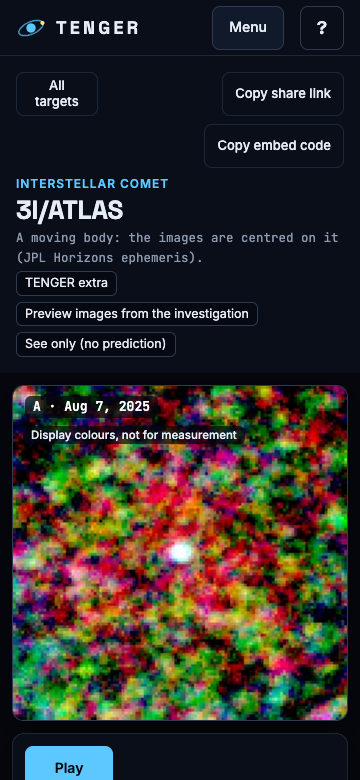 TENGER
Menu
?
All
targets
Copy share link
Copy embed code
INTERSTELLAR COMET
3I/ATLAS
A moving body: the images are centred on it
(JPL Horizons ephemeris).
TENGER extra
Preview images from the investigation
See only (no prediction)
A · Aug 7, 2025
Display colours, not for measurement
Play